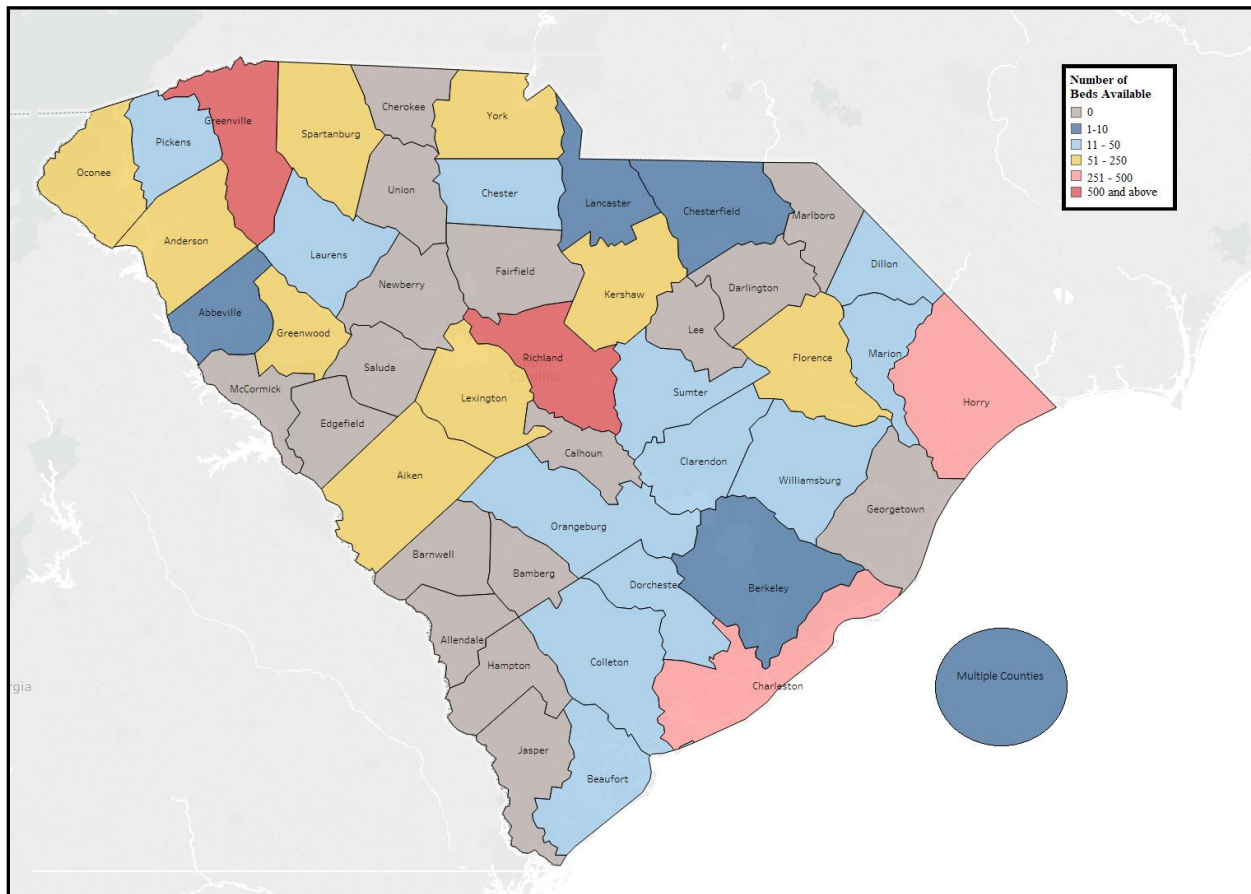 Number of
Beds Available
0
1-10
11 - 50
51 - 250
251 - 500
500 and above
Cherokee
York
Greenville
Spartanburg
Pickens
Oconee
Union
Chester
Lancaster
Chesterfield
Marlboro
Anderson
Laurens
Fairfield
Dillon
Newberry
Kershaw
Darlington
Abbeville
Greenwood
Lee
Richland
Florence
Marion
Saluda
Carolina
McCormick
Sumter
Lexington
Horry
Edgefield
Calhoun
Clarendon
Aiken
Williamsburg
Georgetown
Orangeburg
Barnwell
Bamberg
Dorchester
Berkeley
Allendale
Colleton
Hampton
Multiple Counties
Charleston
rgia
Jasper
Beaufort